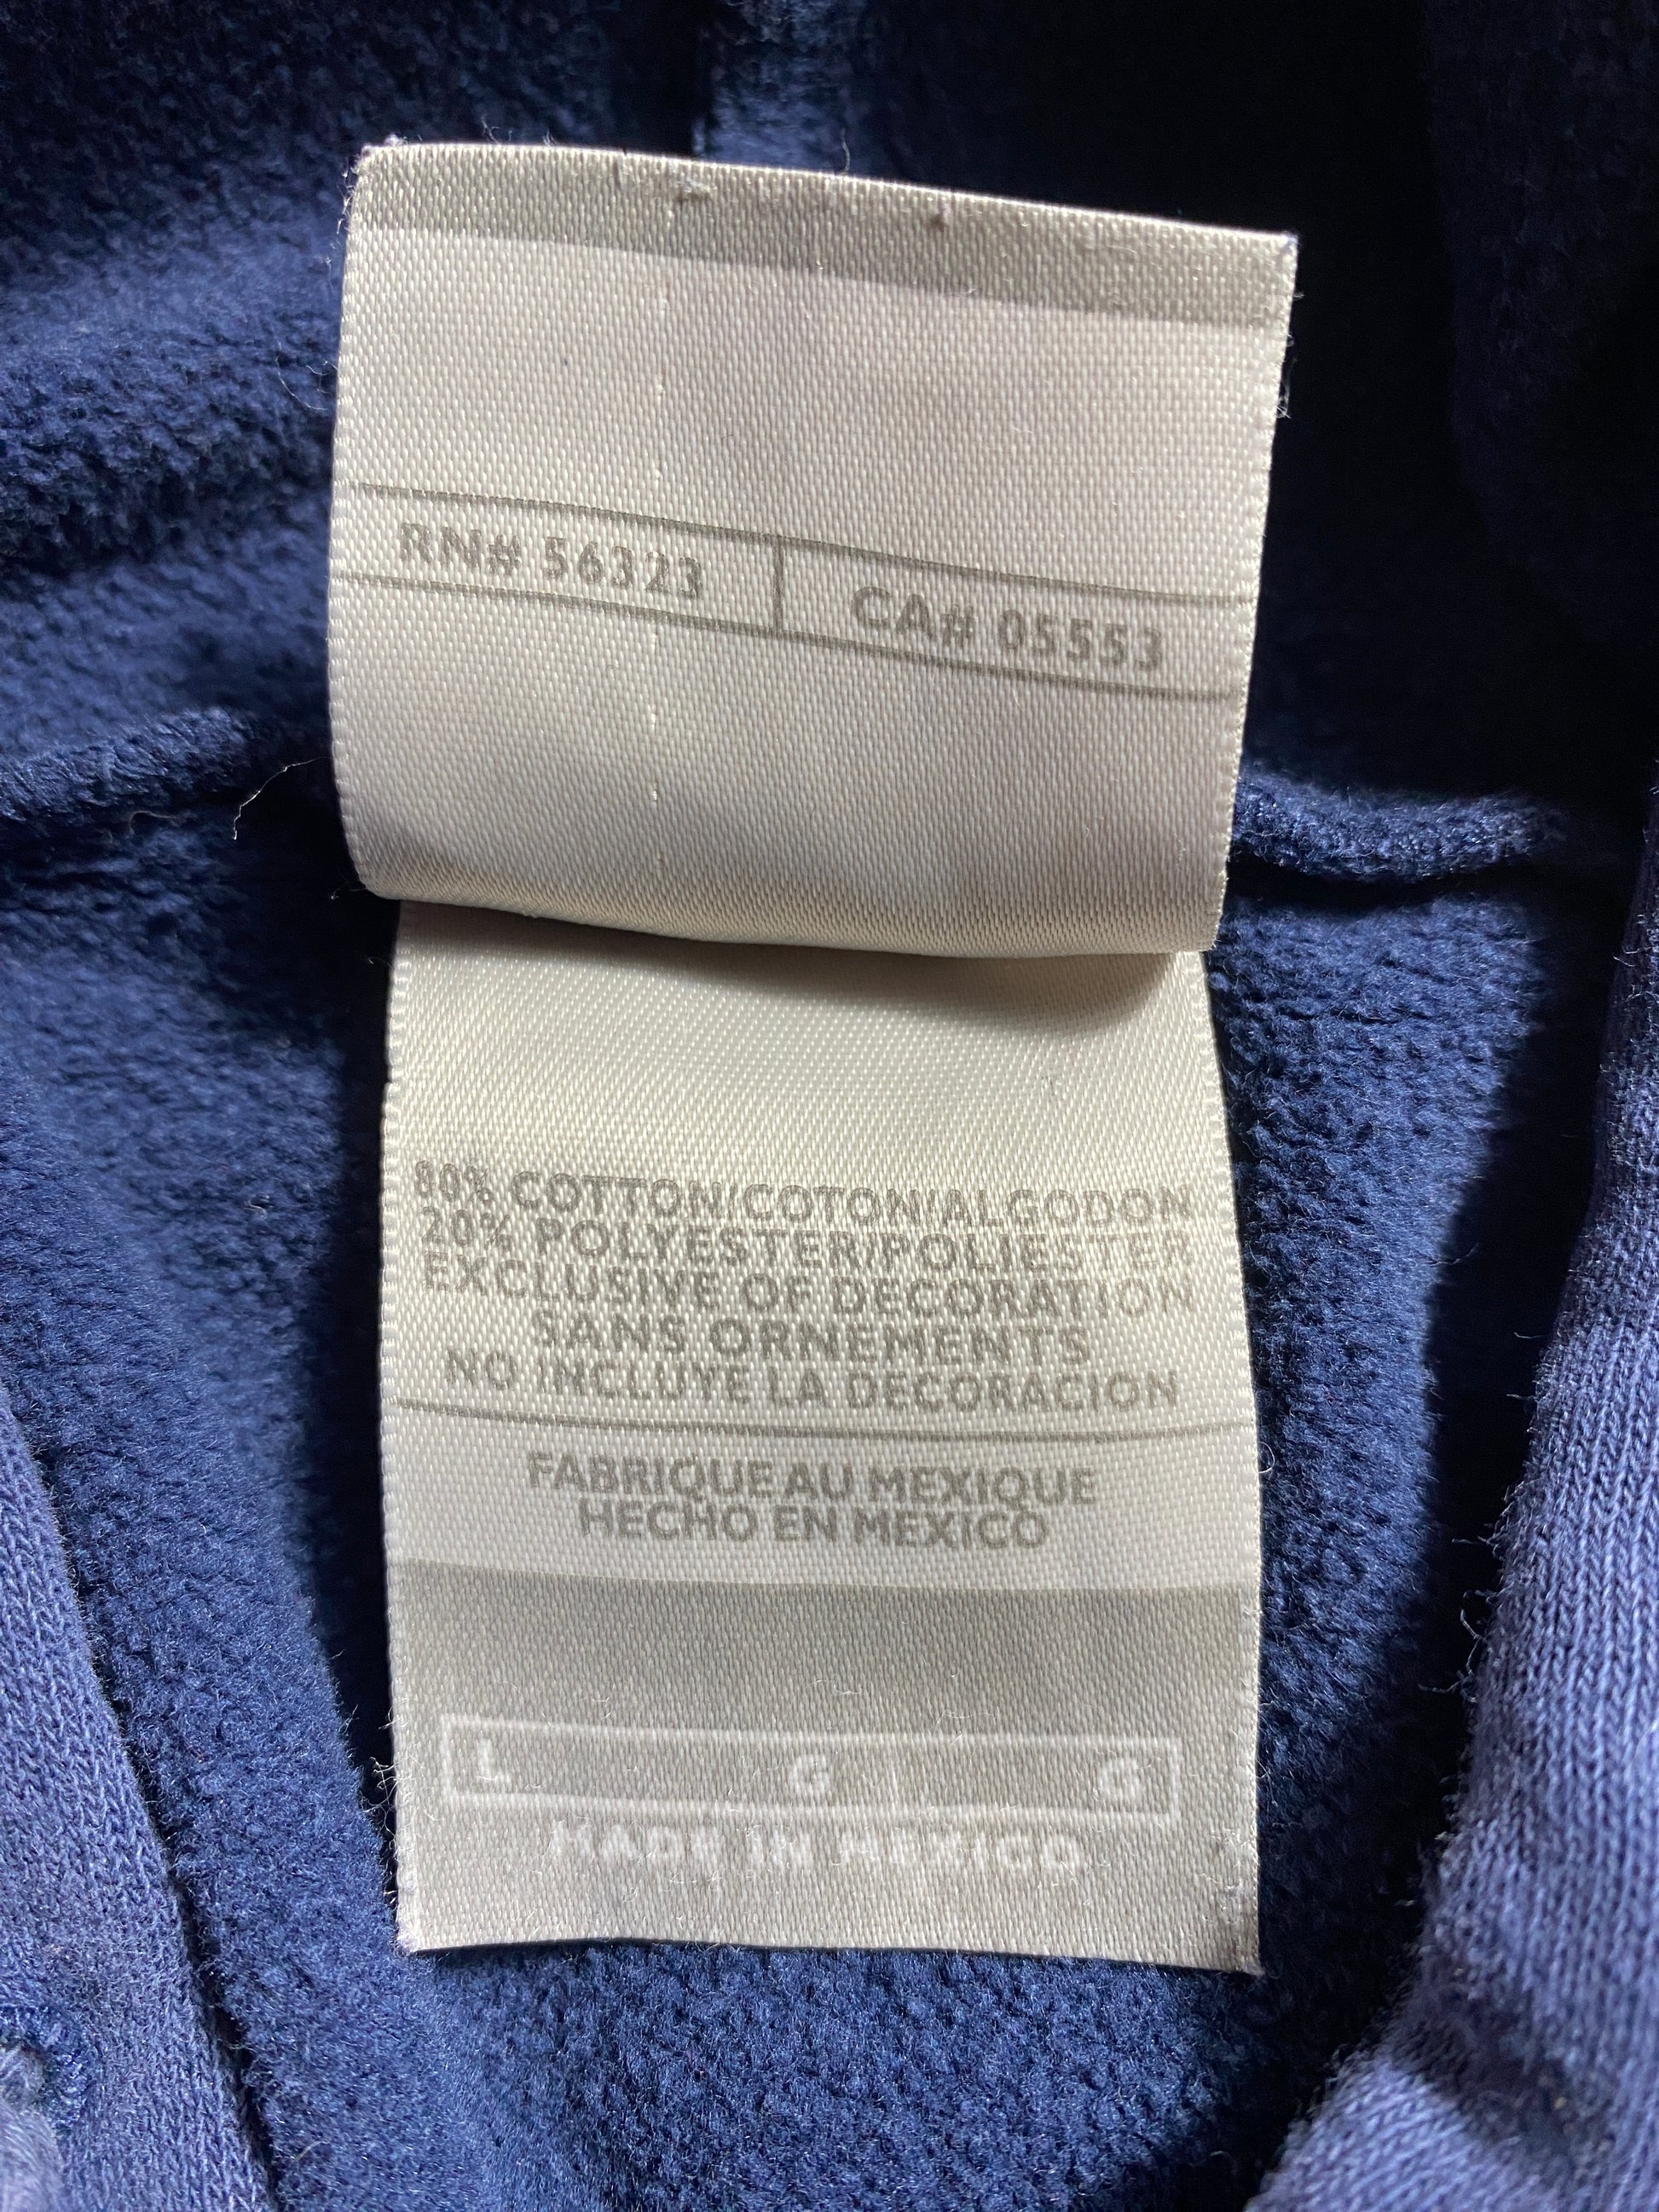 RN# 56323
CA# 05553
80% COTTON/COTON/ALGODON
20% POLYESTER/POLIESTER
EXCLUSIVE OF DECORATION
SANS ORNEMENTS
NO INCLUYE LA DECORACION
FABRIQUE AU MEXIQUE
HECHO EN MEXICO
L G G
MADE IN MEXICO